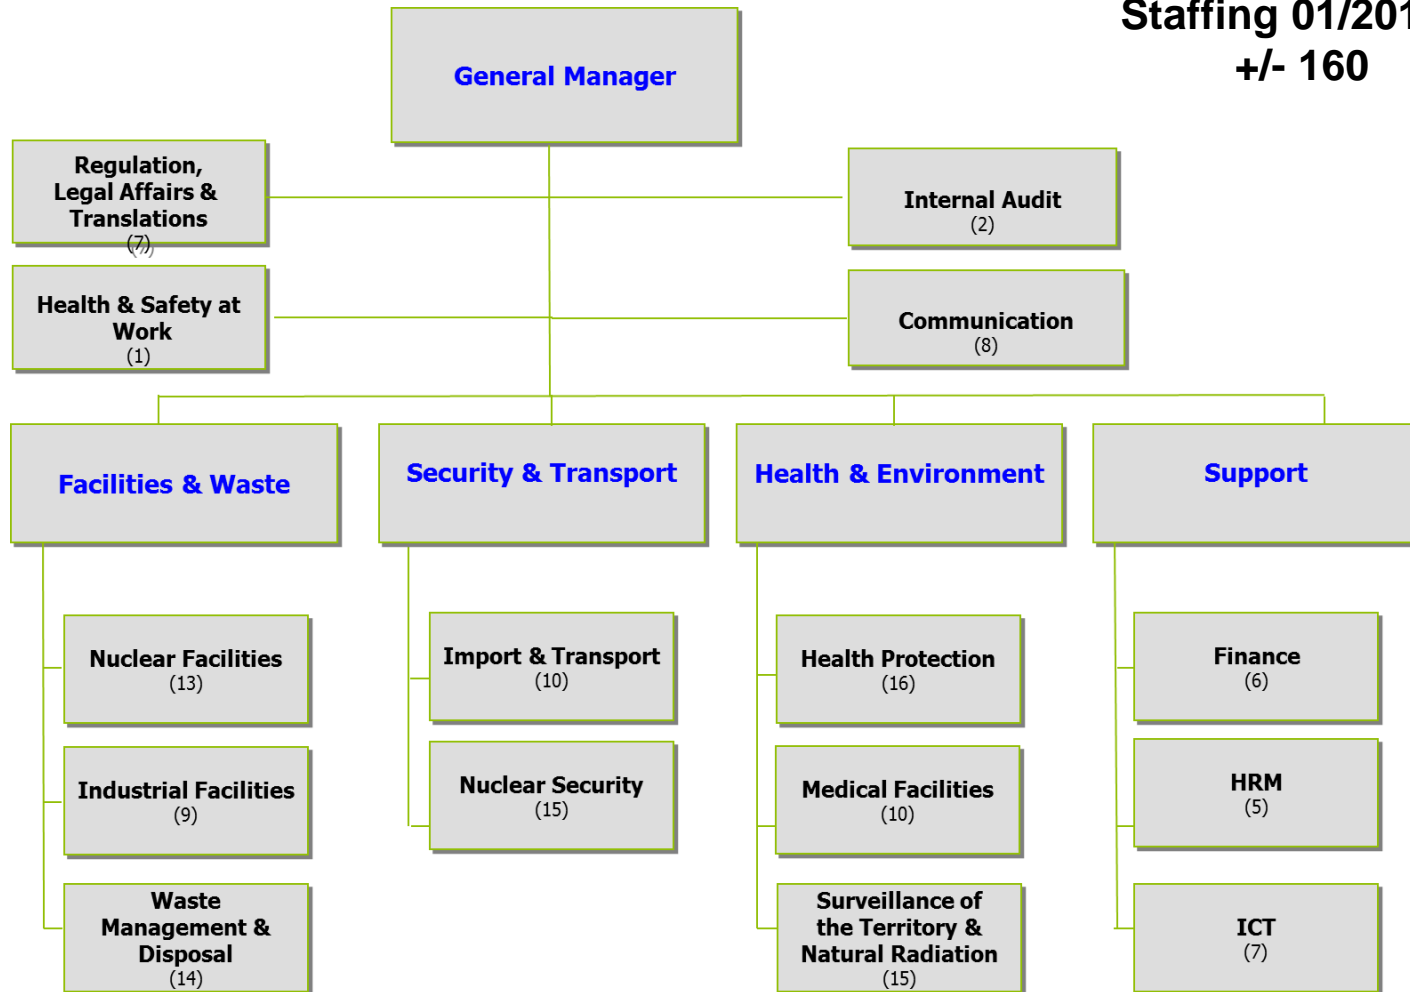 Staffing 01/201
+/- 160
General Manager
Regulation,
Legal Affairs &
Translations
(7)
Internal Audit
(2)
Health & Safety at
Work
(1)
Communication
(8)
Facilities & Waste
Security & Transport
Health & Environment
Support
Nuclear Facilities
(13)
Import & Transport
(10)
Health Protection
(16)
Finance
(6)
Industrial Facilities
(9)
Nuclear Security
(15)
Medical Facilities
(10)
HRM
(5)
Waste
Management &
Disposal
(14)
Surveillance of
the Territory &
Natural Radiation
(15)
ICT
(7)